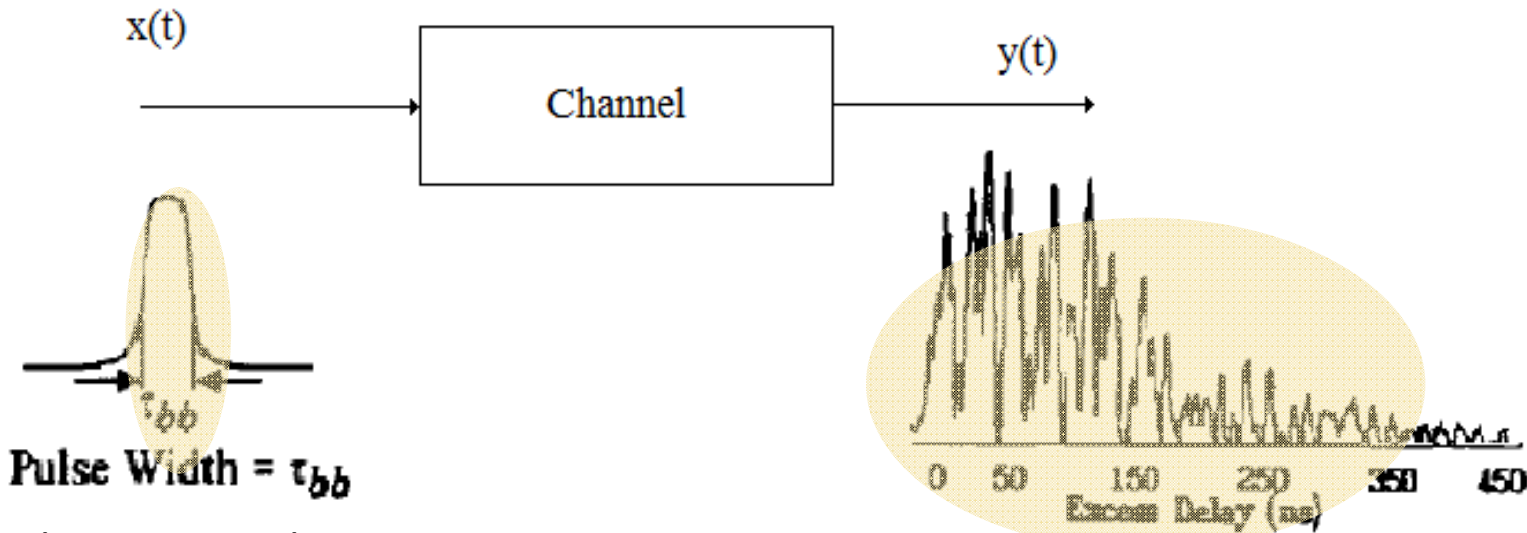 x(t)
Channel
y(t)
τbb
Pulse Width = τbb
0 50 150 250 350 450
Excess Delay (ns)